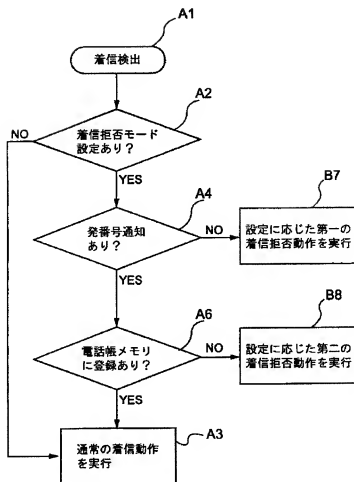 A1
着信検出
A2
着信拒否モード
設定あり？
NO
YES
A4
発番号通知
あり？
NO
YES
B7
設定に応じた第一の
着信拒否動作を実行
A6
電話帳メモリ
に登録あり？
NO
YES
B8
設定に応じた第二の
着信拒否動作を実行
A3
通常の着信動作
を実行